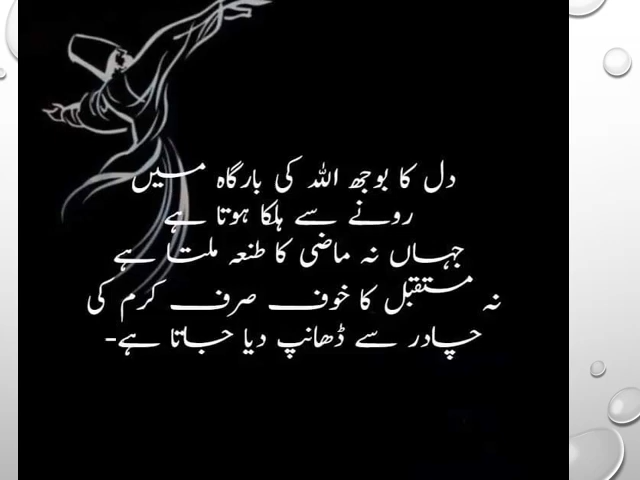 دل کا بوجھ اللہ کی بارگاہ میں
رونے سے ہلکا ہوتا ہے
جہاں نہ ماضی کا طنعہ ملتا ہے
نہ مستقبل کا خوف صرف کرم کی
چادر سے ڈھانپ دیا جاتا ہے-